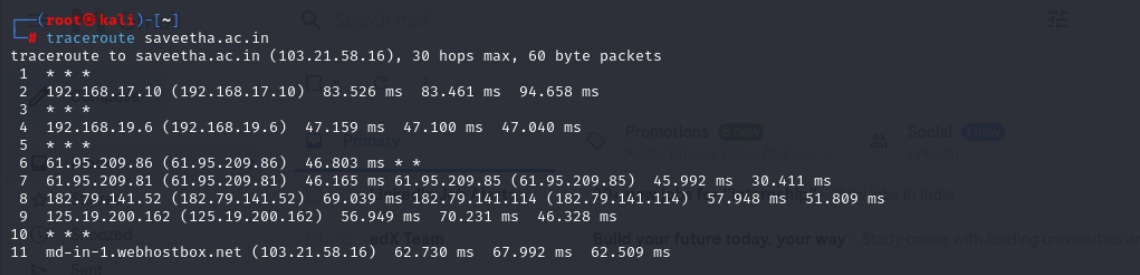 (root㉿kali)-[~]
# traceroute saveetha.ac.in
traceroute to saveetha.ac.in (103.21.58.16), 30 hops max, 60 byte packets
1 * * *
2 192.168.17.10 (192.168.17.10) 83.526 ms 83.461 ms 94.658 ms
3 * * *
4 192.168.19.6 (192.168.19.6) 47.159 ms 47.100 ms 47.040 ms
5 * * *
6 61.95.209.86 (61.95.209.86) 46.803 ms * *
7 61.95.209.81 (61.95.209.81) 46.165 ms 61.95.209.85 (61.95.209.85) 45.992 ms 30.411 ms
8 182.79.141.52 (182.79.141.52) 69.039 ms 182.79.141.114 (182.79.141.114) 57.948 ms 51.809 ms
9 125.19.200.162 (125.19.200.162) 56.949 ms 70.231 ms 46.328 ms
10 * * *
11 md-in-1.webhostbox.net (103.21.58.16) 62.730 ms 67.992 ms 62.509 ms
Search mail
Primary
Promotions 6 new
Social 1 new
LinkedIn
in India
edX Team
Build your future today, your way - Study online with leading universities
Snoozed
Sent